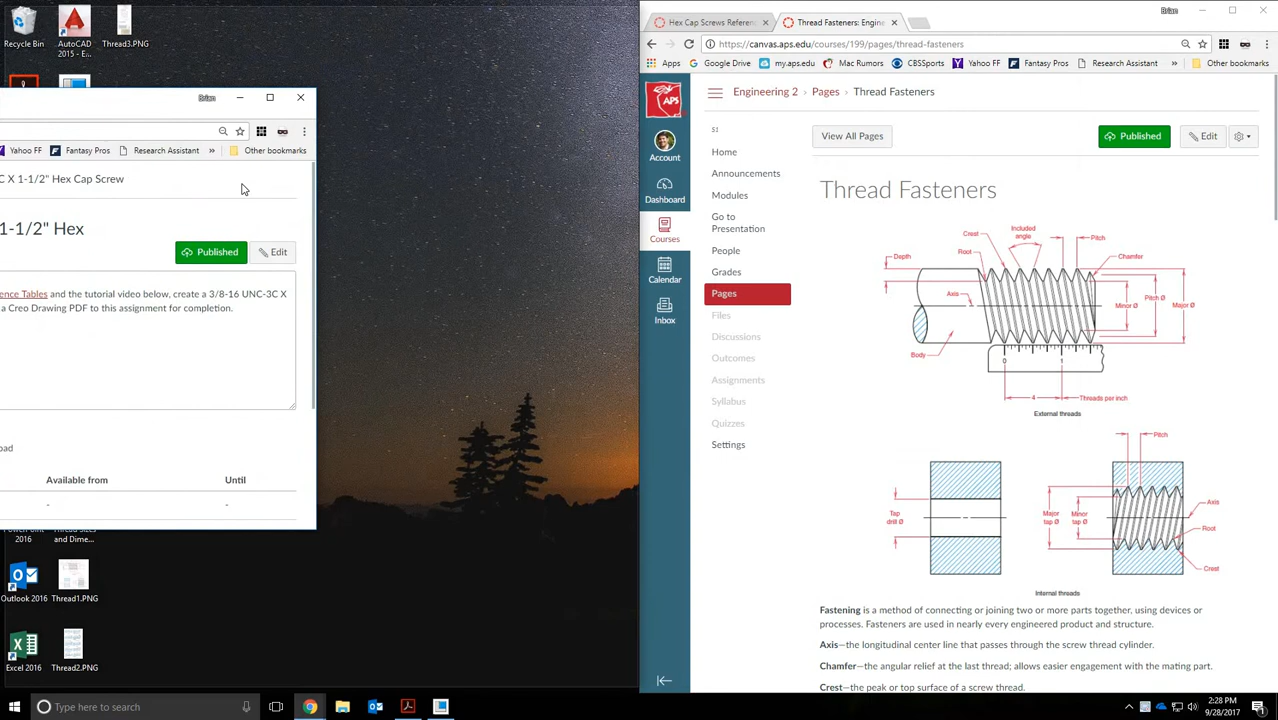 Recycle Bin
AutoCAD
2015 - E...
Thread3.PNG
Brian
Yahoo FF
Fantasy Pros
Research Assistant
»
Other bookmarks
C X 1-1/2" Hex Cap Screw
1-1/2" Hex
Published
Edit
ence Tables and the tutorial video below, create a 3/8-16 UNC-3C X
a Creo Drawing PDF to this assignment for completion.
oad
Available from
Until
-
-
Outlook 2016
Thread1.PNG
Excel 2016
Thread2.PNG
Brian
Hex Cap Screws Referenc
Thread Fasteners: Engine
https://canvas.aps.edu/courses/199/pages/thread-fasteners
Apps
Google Drive
my.aps.edu
Mac Rumors
CBSSports
Yahoo FF
Fantasy Pros
Research Assistant
»
Other bookmarks
APS
Account
Dashboard
Courses
Calendar
Inbox
Engineering 2 › Pages › Thread Fasteners
S1
Home
Announcements
Modules
Go to
Presentation
People
Grades
Pages
Files
Discussions
Outcomes
Assignments
Syllabus
Quizzes
Settings
View All Pages
Published
Edit
Thread Fasteners
Included
angle
Crest
Root
Pitch
Depth
Chamfer
Axis
Minor Ø
Pitch Ø
Major Ø
Body
0
1
4
Threads per inch
External threads
Pitch
Tap
drill Ø
Major
tap Ø
Minor
tap Ø
Axis
Root
Crest
Internal threads
Fastening is a method of connecting or joining two or more parts together, using devices or
processes. Fasteners are used in nearly every engineered product and structure.
Axis—the longitudinal center line that passes through the screw thread cylinder.
Chamfer—the angular relief at the last thread; allows easier engagement with the mating part.
Crest—the peak or top surface of a screw thread.
Type here to search
2:28 PM
9/28/2017